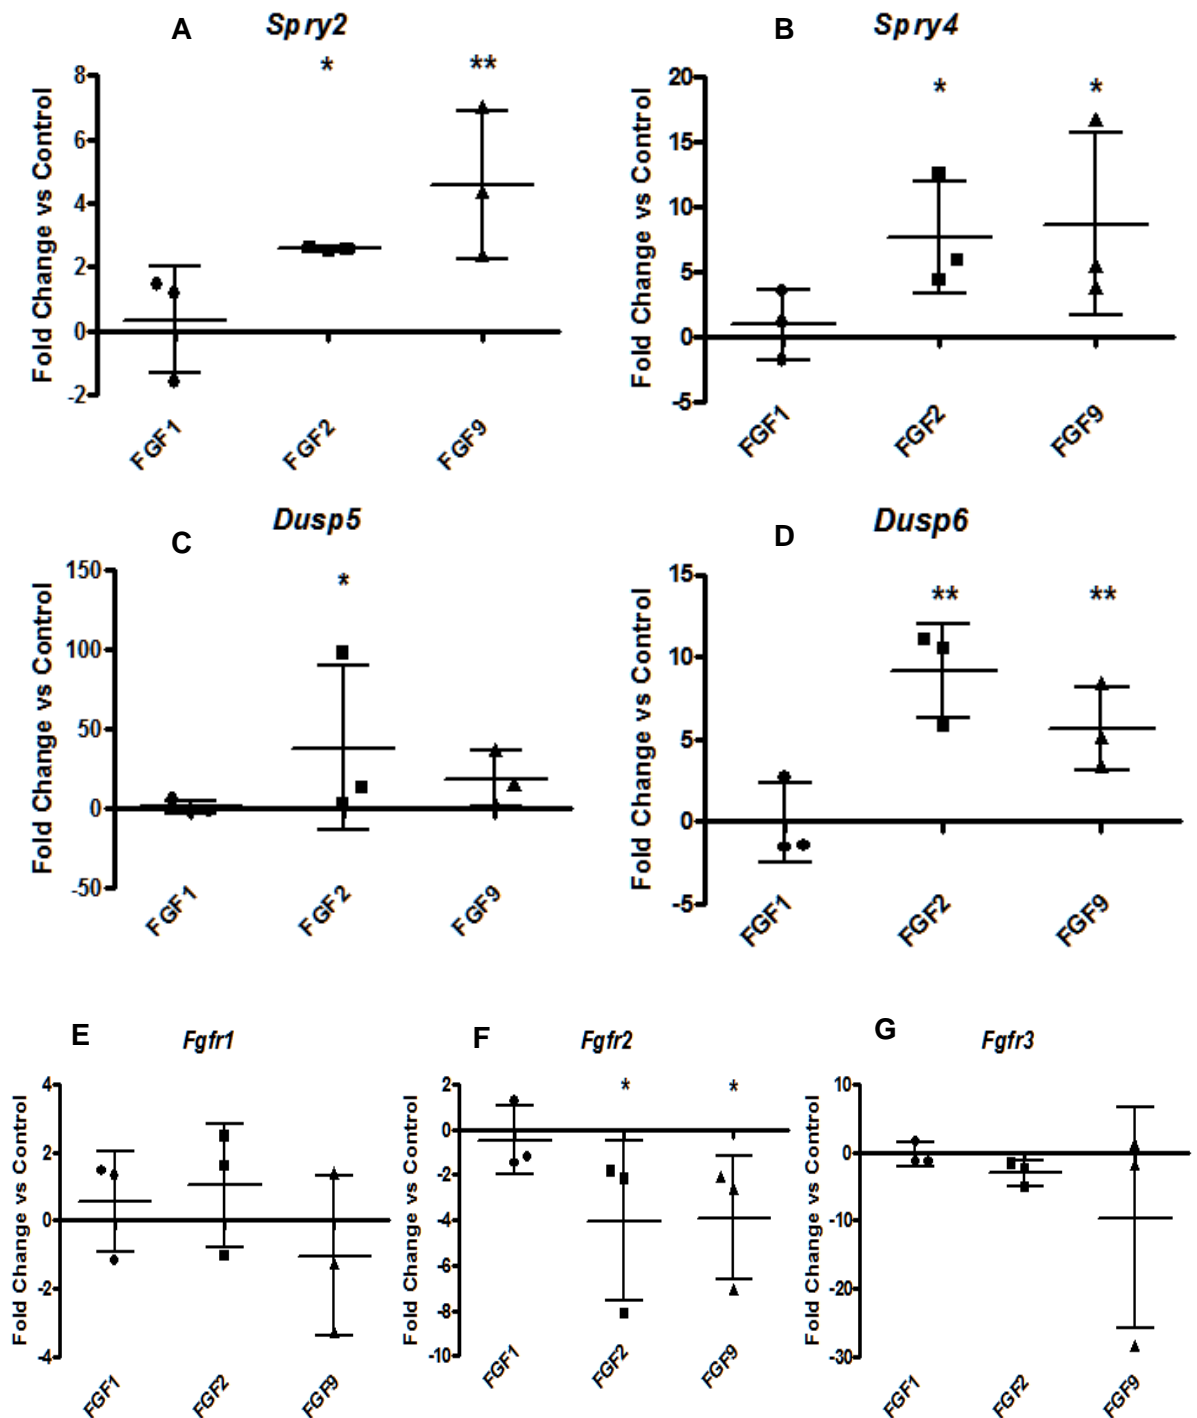 A
Spry2
*
**
Fold Change vs Control
8
6
4
2
0
-2
FGF1
FGF2
FGF9
B
Spry4
*
*
Fold Change vs Control
20
15
10
5
0
-5
FGF1
FGF2
FGF9
C
Dusp5
*
Fold Change vs Control
150
100
50
0
-50
FGF1
FGF2
FGF9
D
Dusp6
**
**
Fold Change vs Control
15
10
5
0
-5
FGF1
FGF2
FGF9
E
Fgfr1
Fold Change vs Control
4
2
0
-2
-4
FGF1
FGF2
FGF9
F
Fgfr2
*
*
Fold Change vs Control
2
0
-2
-4
-6
-8
-10
FGF1
FGF2
FGF9
G
Fgfr3
Fold Change vs Control
10
0
-10
-20
-30
FGF1
FGF2
FGF9